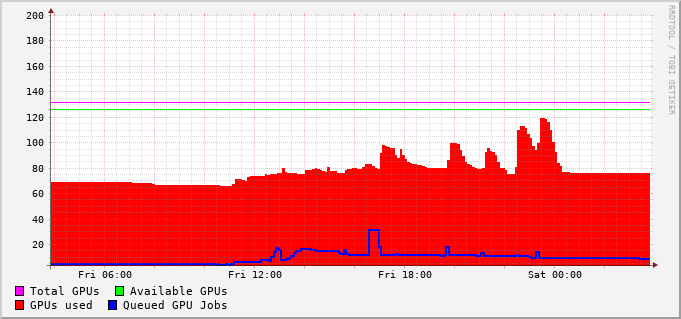 200
180
160
140
120
100
80
60
40
20
Fri 06:00 Fri 12:00 Fri 18:00 Sat 00:00
Total GPUs Available GPUs
GPUs used Queued GPU Jobs
RRDTOOL / TOBI OETIKER